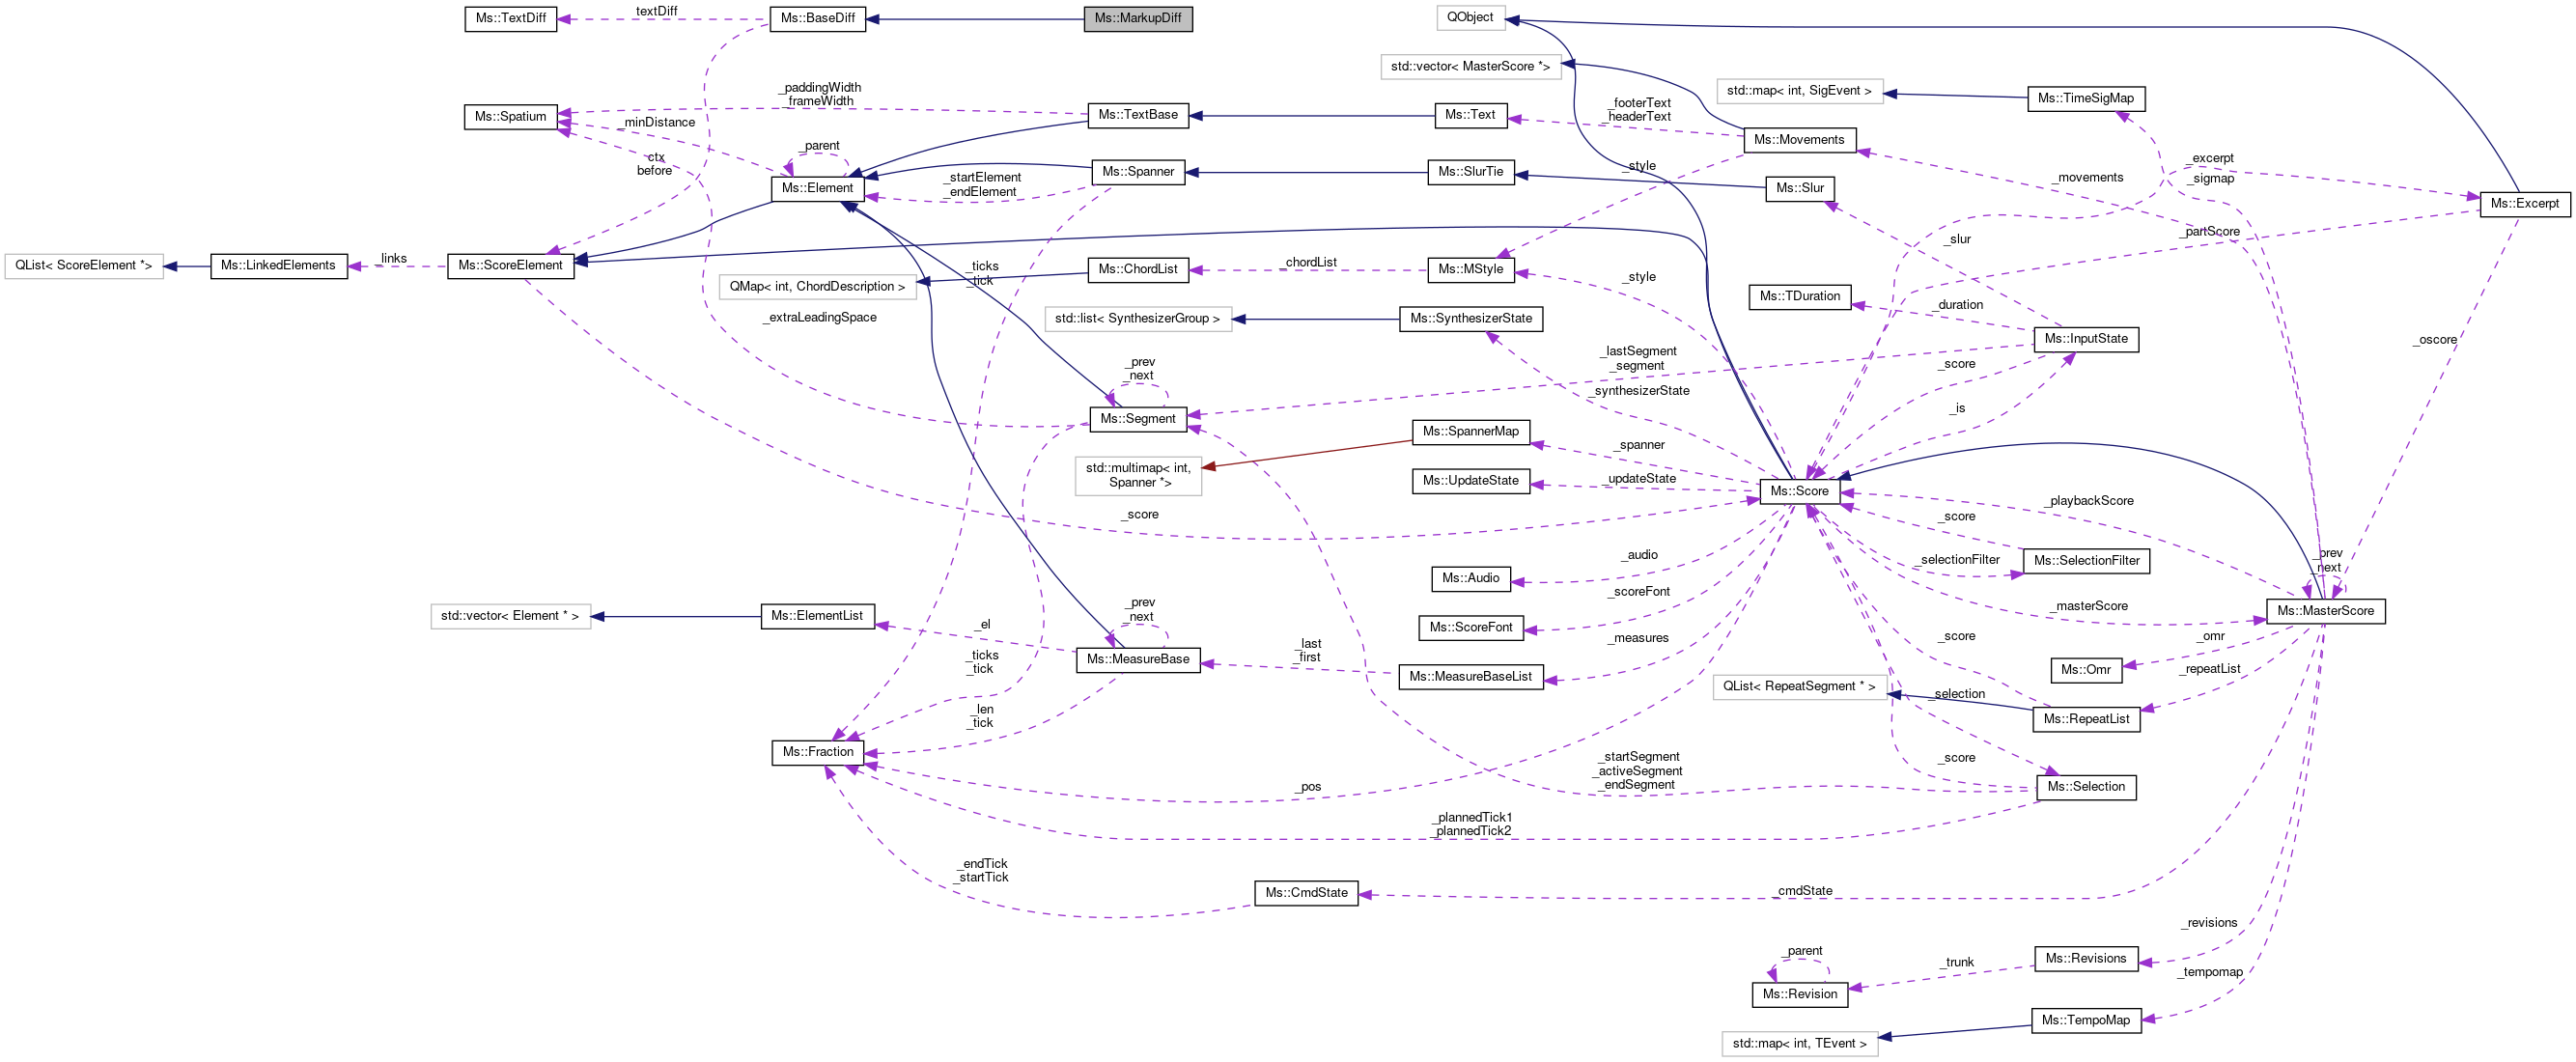 Ms::TextDiff
textDiff
Ms::BaseDiff
Ms::MarkupDiff
QObject
std::vector< MasterScore *>
_paddingWidth
_frameWidth
Ms::Spatium
_minDistance
Ms::TextBase
Ms::Text
_footerText
_headerText
Ms::Movements
std::map< int, SigEvent >
Ms::TimeSigMap
ctx
before
_parent
Ms::Element
_startElement
_endElement
Ms::Spanner
Ms::SlurTie
_style
Ms::Slur
_movements
_excerpt
_sigmap
Ms::Excerpt
_partScore
QList< ScoreElement *>
Ms::LinkedElements
_links
Ms::ScoreElement
_ticks
_tick
QMap< int, ChordDescription >
Ms::ChordList
_chordList
Ms::MStyle
_style
_slur
Ms::TDuration
_duration
_extraLeadingSpace
std::list< SynthesizerGroup >
Ms::SynthesizerState
Ms::InputState
_oscore
_prev
_next
_lastSegment
_segment
_score
_synthesizerState
_is
Ms::Segment
std::multimap< int,
Spanner *>
Ms::SpannerMap
_spanner
Ms::UpdateState
_updateState
Ms::Score
_playbackScore
_score
_score
_audio
Ms::Audio
_selectionFilter
Ms::SelectionFilter
_prev
_next
_scoreFont
Ms::ScoreFont
_masterScore
Ms::MasterScore
std::vector< Element * >
Ms::ElementList
_el
_prev
_next
Ms::MeasureBase
_last
_first
_measures
Ms::MeasureBaseList
_score
_omr
Ms::Omr
_repeatList
_ticks
_tick
QList< RepeatSegment * >
_selection
Ms::RepeatList
_len
_tick
Ms::Fraction
_pos
_startSegment
_activeSegment
_endSegment
_score
Ms::Selection
_plannedTick1
_plannedTick2
_endTick
_startTick
Ms::CmdState
_cmdState
_revisions
_parent
Ms::Revision
_trunk
Ms::Revisions
_tempomap
std::map< int, TEvent >
Ms::TempoMap